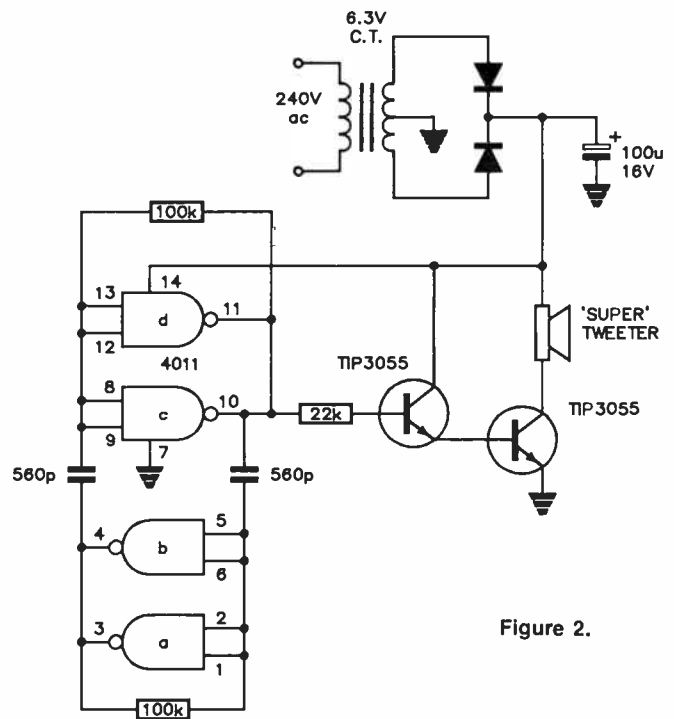 6.3V
C.T.
240V
ac
+
100u
16V
100k
14
13
11
d
12
4011
'SUPER'
TWEETER
TIP3055
8
10
c
22k
TIP3055
9
7
560p
560p
4
5
b
6
3
2
a
1
Figure 2.
100k